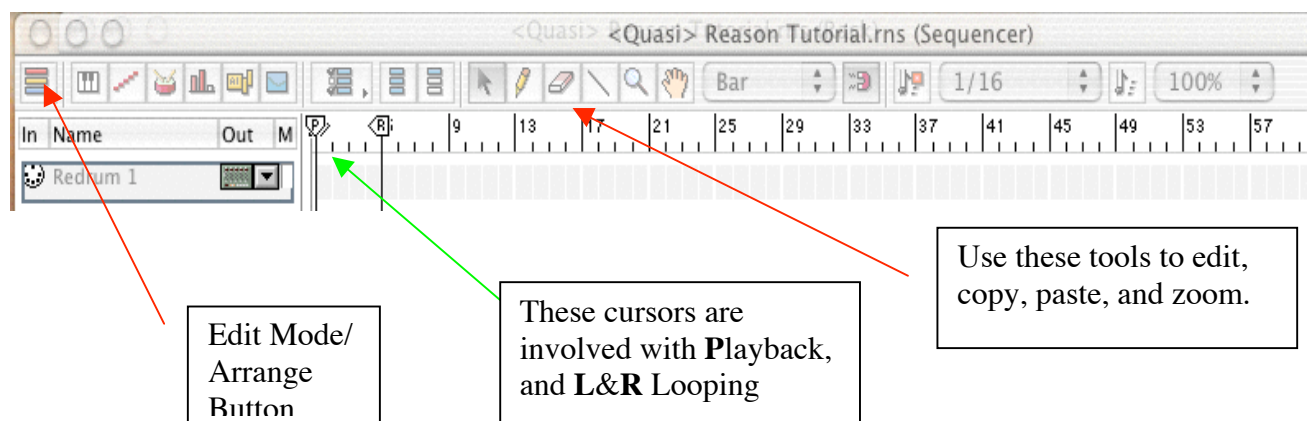 <Quasi> Reason Tutorial.rns (Sequencer)
Bar 1/16 100%
In Name Out M P R 9 13 17 21 25 29 33 37 41 45 49 53 57
Redrum 1
Use these tools to edit,
copy, paste, and zoom.
These cursors are
involved with Playback,
and L&R Looping
Edit Mode/
Arrange
Button